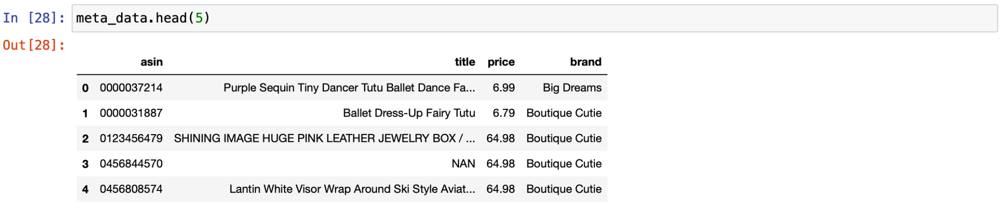 In [28]: meta_data.head(5)
Out[28]:
asin title price brand
0 0000037214 Purple Sequin Tiny Dancer Tutu Ballet Dance Fa... 6.99 Big Dreams
1 0000031887 Ballet Dress-Up Fairy Tutu 6.79 Boutique Cutie
2 0123456479 SHINING IMAGE HUGE PINK LEATHER JEWELRY BOX / ... 64.98 Boutique Cutie
3 0456844570 NAN 64.98 Boutique Cutie
4 0456808574 Lantin White Visor Wrap Around Ski Style Aviat... 64.98 Boutique Cutie